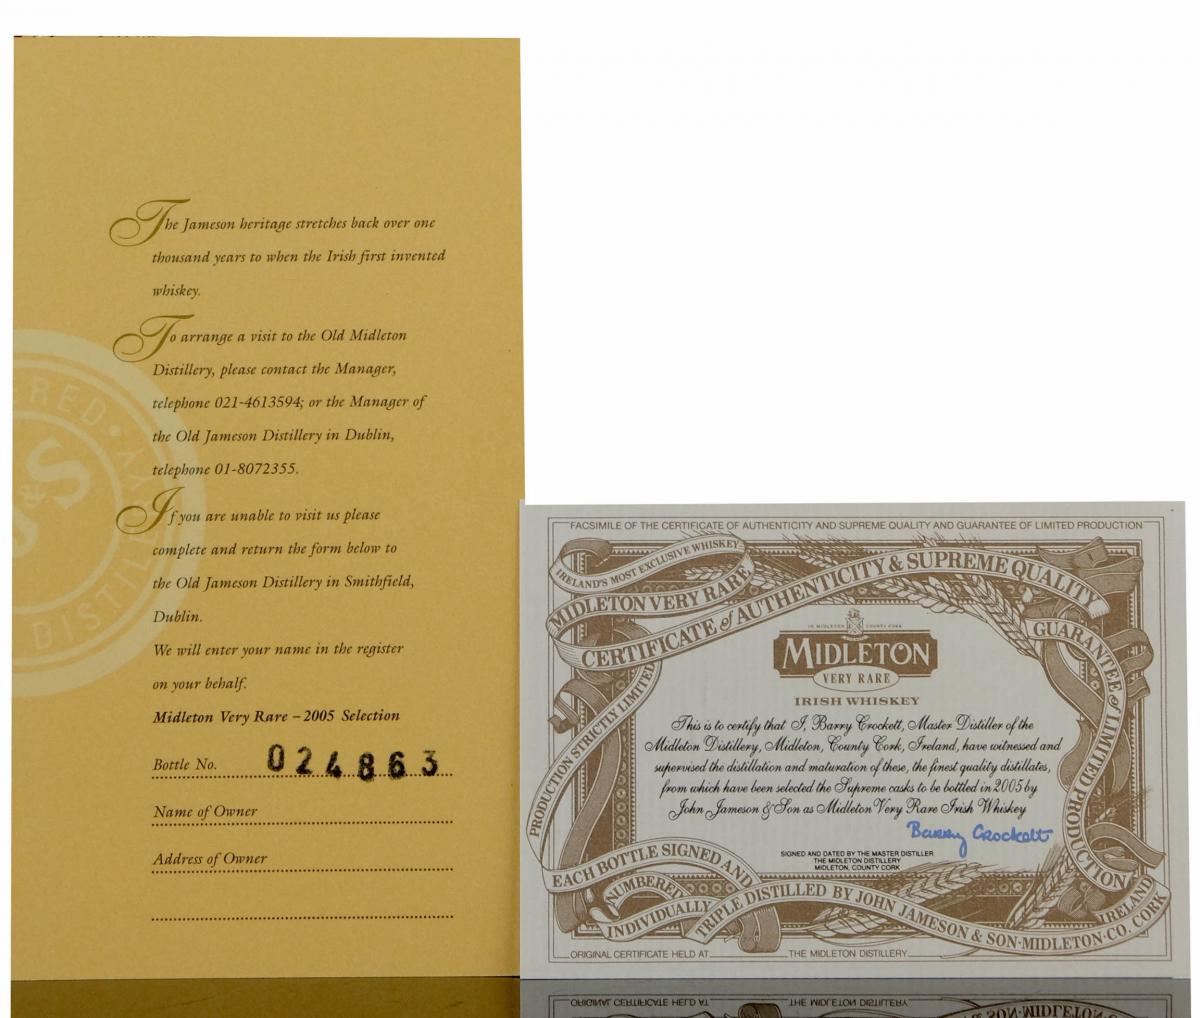 The Jameson heritage stretches back over one
thousand years to when the Irish first invented
whiskey.
To arrange a visit to the Old Midleton
Distillery, please contact the Manager,
telephone 021-4613594; or the Manager of
the Old Jameson Distillery in Dublin,
telephone 01-8072355.
If you are unable to visit us please
complete and return the form below to
the Old Jameson Distillery in Smithfield,
Dublin.
We will enter your name in the register
on your behalf.
Midleton Very Rare – 2005 Selection
Bottle No. 024863
Name of Owner
Address of Owner
ERED · 
J&S
DISTILL
FACSIMILE OF THE CERTIFICATE OF AUTHENTICITY AND SUPREME QUALITY AND GUARANTEE OF LIMITED PRODUCTION
IRELAND'S MOST EXCLUSIVE WHISKEY
MIDLETON VERY RARE
CERTIFICATE of AUTHENTICITY & SUPREME QUALITY
GUARANTEE of LIMITED PRODUCTION
PRODUCTION STRICTLY LIMITED
IN MIDLETON COUNTY CORK
MIDLETON
VERY RARE
IRISH WHISKEY
This is to certify that I, Barry Crockett, Master Distiller of the
Midleton Distillery, Midleton, County Cork, Ireland, have witnessed and
supervised the distillation and maturation of these, the finest quality distillates,
from which have been selected the Supreme casks to be bottled in 2005 by
John Jameson & Son as Midleton Very Rare Irish Whiskey
Barry Crockett
SIGNED AND DATED BY THE MASTER DISTILLER
THE MIDLETON DISTILLERY
MIDLETON, COUNTY CORK
EACH BOTTLE SIGNED AND
NUMBERED
INDIVIDUALLY
TRIPLE DISTILLED BY JOHN JAMESON & SON·MIDLETON·CO. CORK
IRELAND
ORIGINAL CERTIFICATE HELD AT THE MIDLETON DISTILLERY